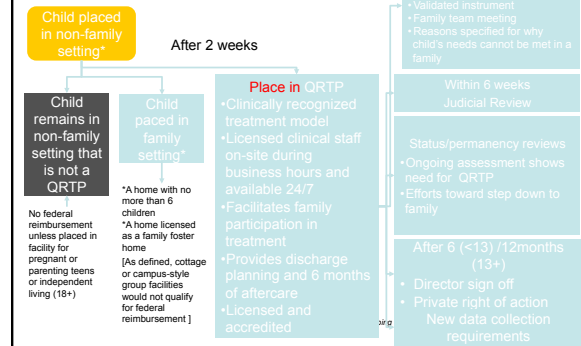 Child placed
in non-family
setting*
After 2 weeks
Child
remains in
non-family
setting that
is not a
QRTP
No federal
reimbursement
unless placed in
facility for
pregnant or
parenting teens
or independent
living (18+)
Child
paced in
family
setting*
*A home with no
more than 6
children
*A home licensed
as a family foster
home
[As defined, cottage
or campus-style
group facilities
would not qualify
for federal
reimbursement ]
Place in QRTP
•Clinically recognized
treatment model
•Licensed clinical staff
on-site during
business hours and
available 24/7
•Facilitates family
participation in
treatment
•Provides discharge
planning and 6 months
of aftercare
•Licensed and
accredited
•Validated instrument
•Family team meeting
•Reasons specified for why
child's needs cannot be met in a
family
Within 6 weeks
Judicial Review
Status/permanency reviews
•Ongoing assessment shows
need for QRTP
•Efforts toward step down to
family
After 6 (<13) /12months
(13+)
• Director sign off
• Private right of action
New data collection
requirements